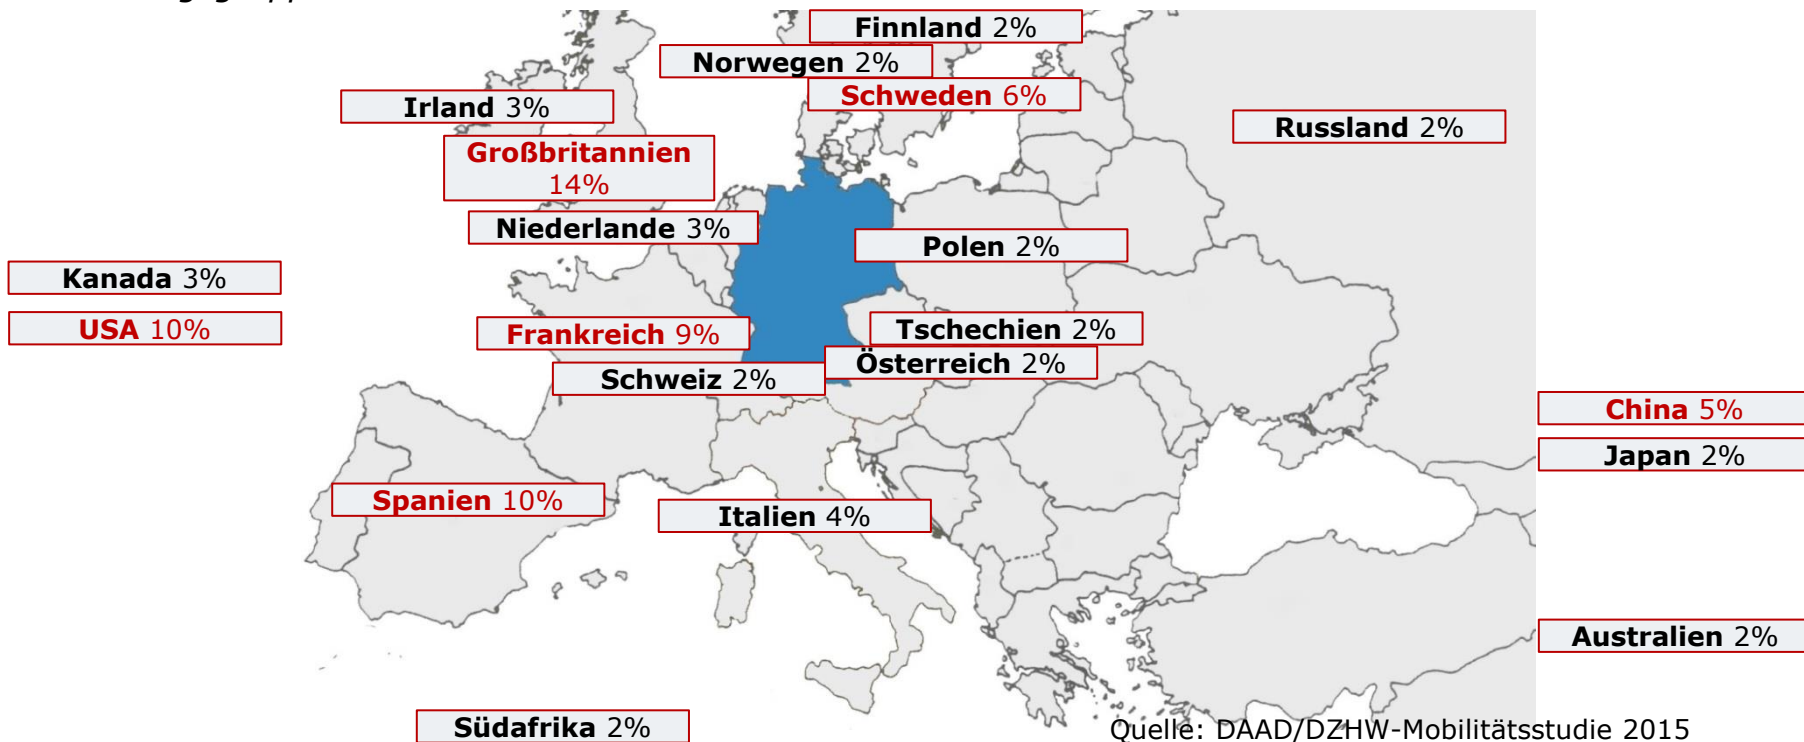 Finnland 2%
Norwegen 2%
Schweden 6%
Irland 3%
Russland 2%
Großbritannien
14%
Niederlande 3%
Polen 2%
Kanada 3%
USA 10%
Frankreich 9%
Tschechien 2%
Österreich 2%
Schweiz 2%
China 5%
Japan 2%
Spanien 10%
Italien 4%
Australien 2%
Südafrika 2%
Quelle: DAAD/DZHW-Mobilitätsstudie 2015